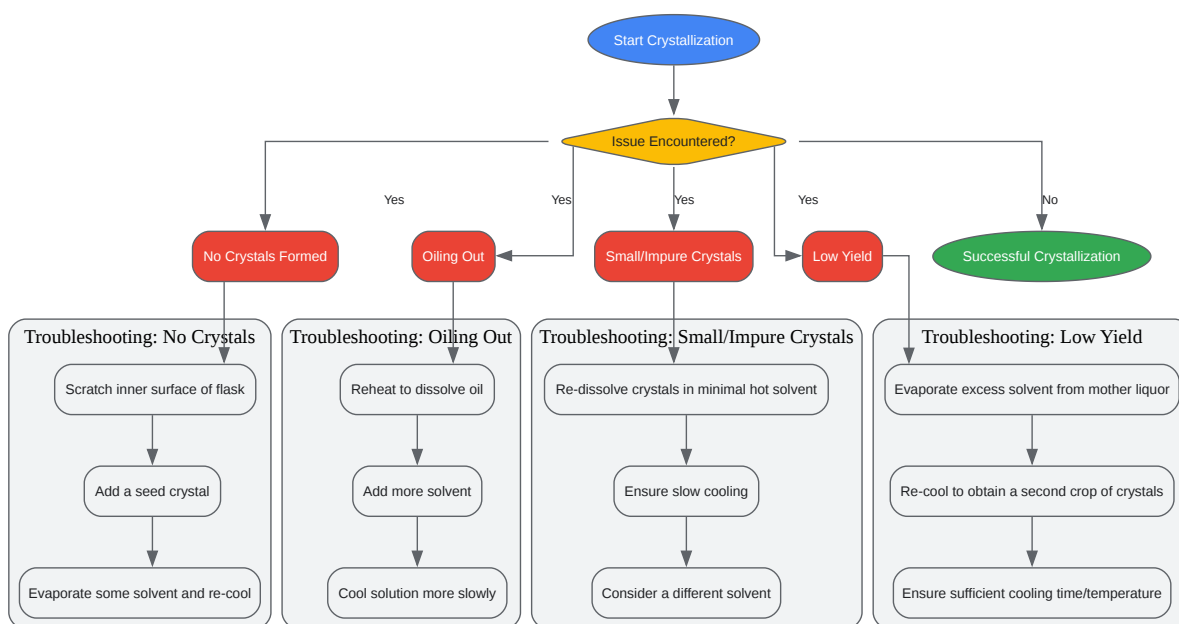 Start Crystallization
Issue Encountered?
Yes
Yes
Yes
Yes
No
No Crystals Formed
Oiling Out
Small/Impure Crystals
Low Yield
Successful Crystallization
Troubleshooting: No Crystals
Troubleshooting: Oiling Out
Troubleshooting: Small/Impure Crystals
Troubleshooting: Low Yield
Scratch inner surface of flask
Reheat to dissolve oil
Re-dissolve crystals in minimal hot solvent
Evaporate excess solvent from mother liquor
Add a seed crystal
Add more solvent
Ensure slow cooling
Re-cool to obtain a second crop of crystals
Evaporate some solvent and re-cool
Cool solution more slowly
Consider a different solvent
Ensure sufficient cooling time/temperature